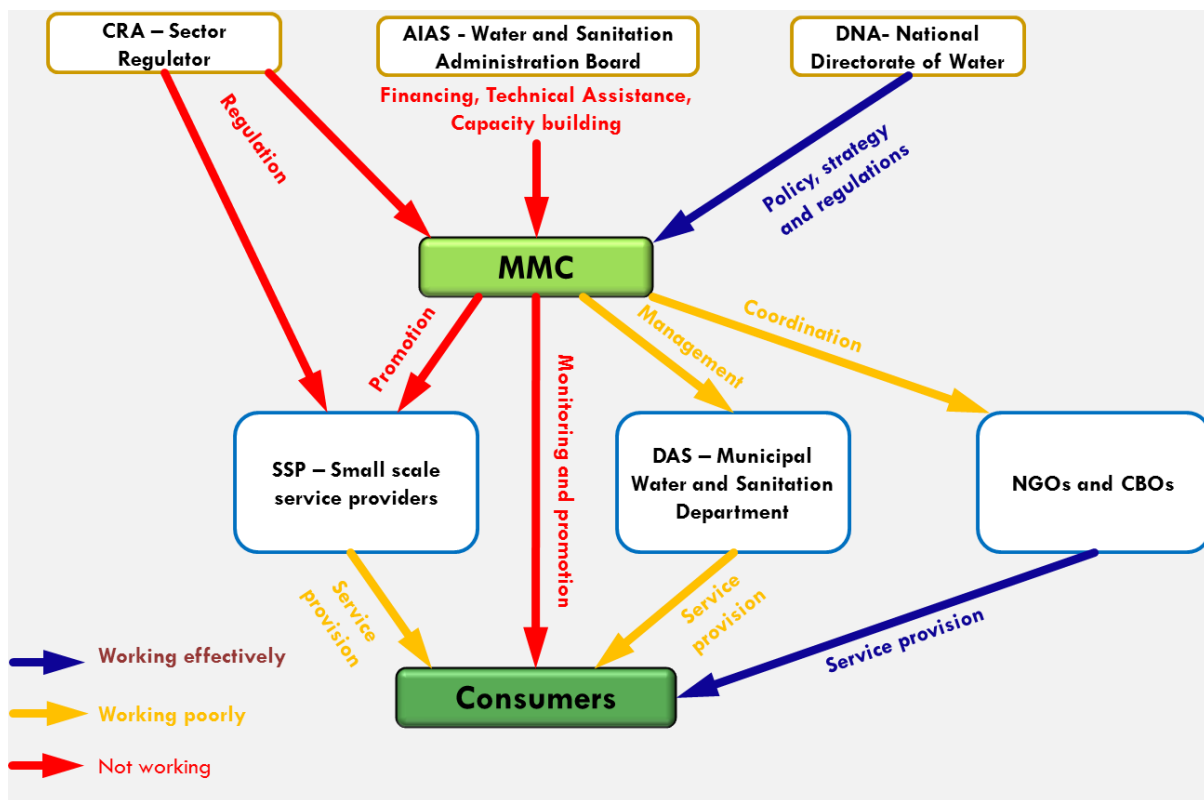 CRA – Sector
Regulator
AIAS - Water and Sanitation
Administration Board
DNA- National
Directorate of Water
Financing, Technical Assistance,
Capacity building
Regulation
Policy, strategy
and regulations
MMC
Promotion
Monitoring and promotion
Management
Coordination
SSP – Small scale
service providers
DAS – Municipal
Water and Sanitation
Department
NGOs and CBOs
Service
provision
Service
provision
Service provision
Consumers
Working effectively
Working poorly
Not working